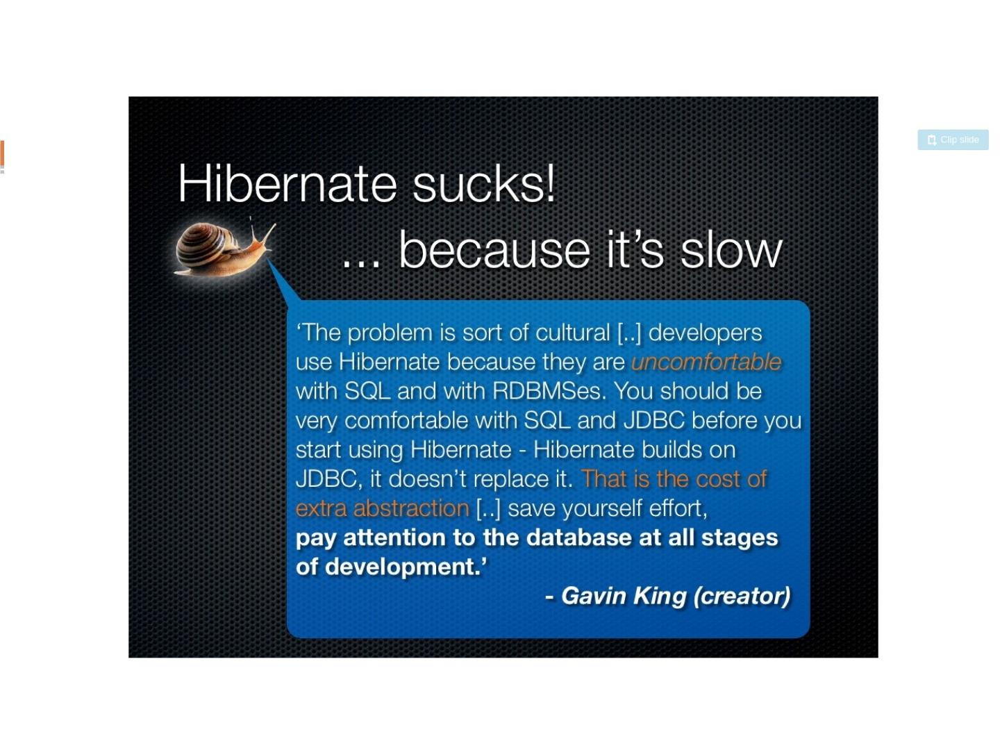 Clip slide
Hibernate sucks!
... because it’s slow
‘The problem is sort of cultural [..] developers
use Hibernate because they are uncomfortable
with SQL and with RDBMSes. You should be
very comfortable with SQL and JDBC before you
start using Hibernate - Hibernate builds on
JDBC, it doesn’t replace it. That is the cost of
extra abstraction [..] save yourself effort,
pay attention to the database at all stages
of development.’
- Gavin King (creator)